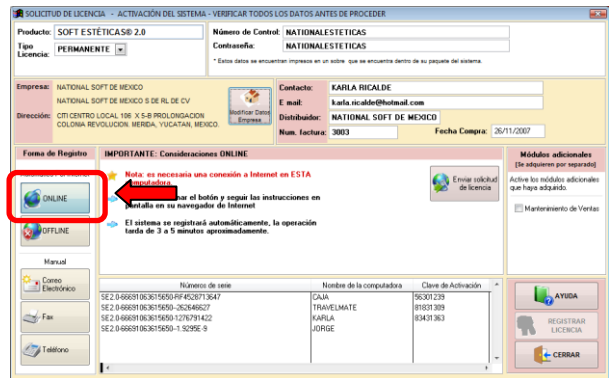 SOLICITUD DE LICENCIA - ACTIVACIÓN DEL SISTEMA - VERIFICAR TODOS LOS DATOS ANTES DE PROCEDER
Producto: SOFT ESTÉTICAS® 2.0
Tipo Licencia: PERMANENTE
Número de Control: NATIONALESTETICAS
Contraseña: NATIONALESTETICAS
* Estos datos se encuentran impresos en un sobre que se encuentra dentro de su paquete del sistema.
Empresa: NATIONAL SOFT DE MEXICO
NATIONAL SOFT DE MEXICO S DE RL DE CV
Dirección: CITI CENTRO LOCAL 106 X 5-B PROLONGACION
COLONIA REVOLUCION. MERIDA, YUCATAN, MEXICO.
Modificar Datos Empresa
Contacto: KARLA RICALDE
E mail: karla.ricalde@hotmail.com
Distribuidor: NATIONAL SOFT DE MEXICO
Num. factura: 3003 Fecha Compra: 26/11/2007
Forma de Registro
ONLINE
OFFLINE
Manual
Correo Electrónico
Fax
Teléfono
IMPORTANTE: Consideraciones ONLINE
Nota: es necesaria una conexión a Internet en ESTA
computadora.
nar el botón y seguir las instrucciones en
pantalla en su navegador de Internet
El sistema se registrará automáticamente, la operación
tarda de 3 a 5 minutos aproximadamente.
Enviar solicitud de licencia
Módulos adicionales
(Se adquieren por separado)
Active los módulos adicionales
que haya adquirido.
Mantenimiento de Ventas
Números de serie Nombre de la computadora Clave de Activación
SE2.0-66691063615650-RF4528713647 CAJA 56301239
SE2.0-66691063615650-262646627 TRAVELMATE 81831309
SE2.0-66691063615650-1276791422 KARLA 83431363
SE2.0-66691063615650-1.9295E-9 JORGE
AYUDA
REGISTRAR LICENCIA
CERRAR